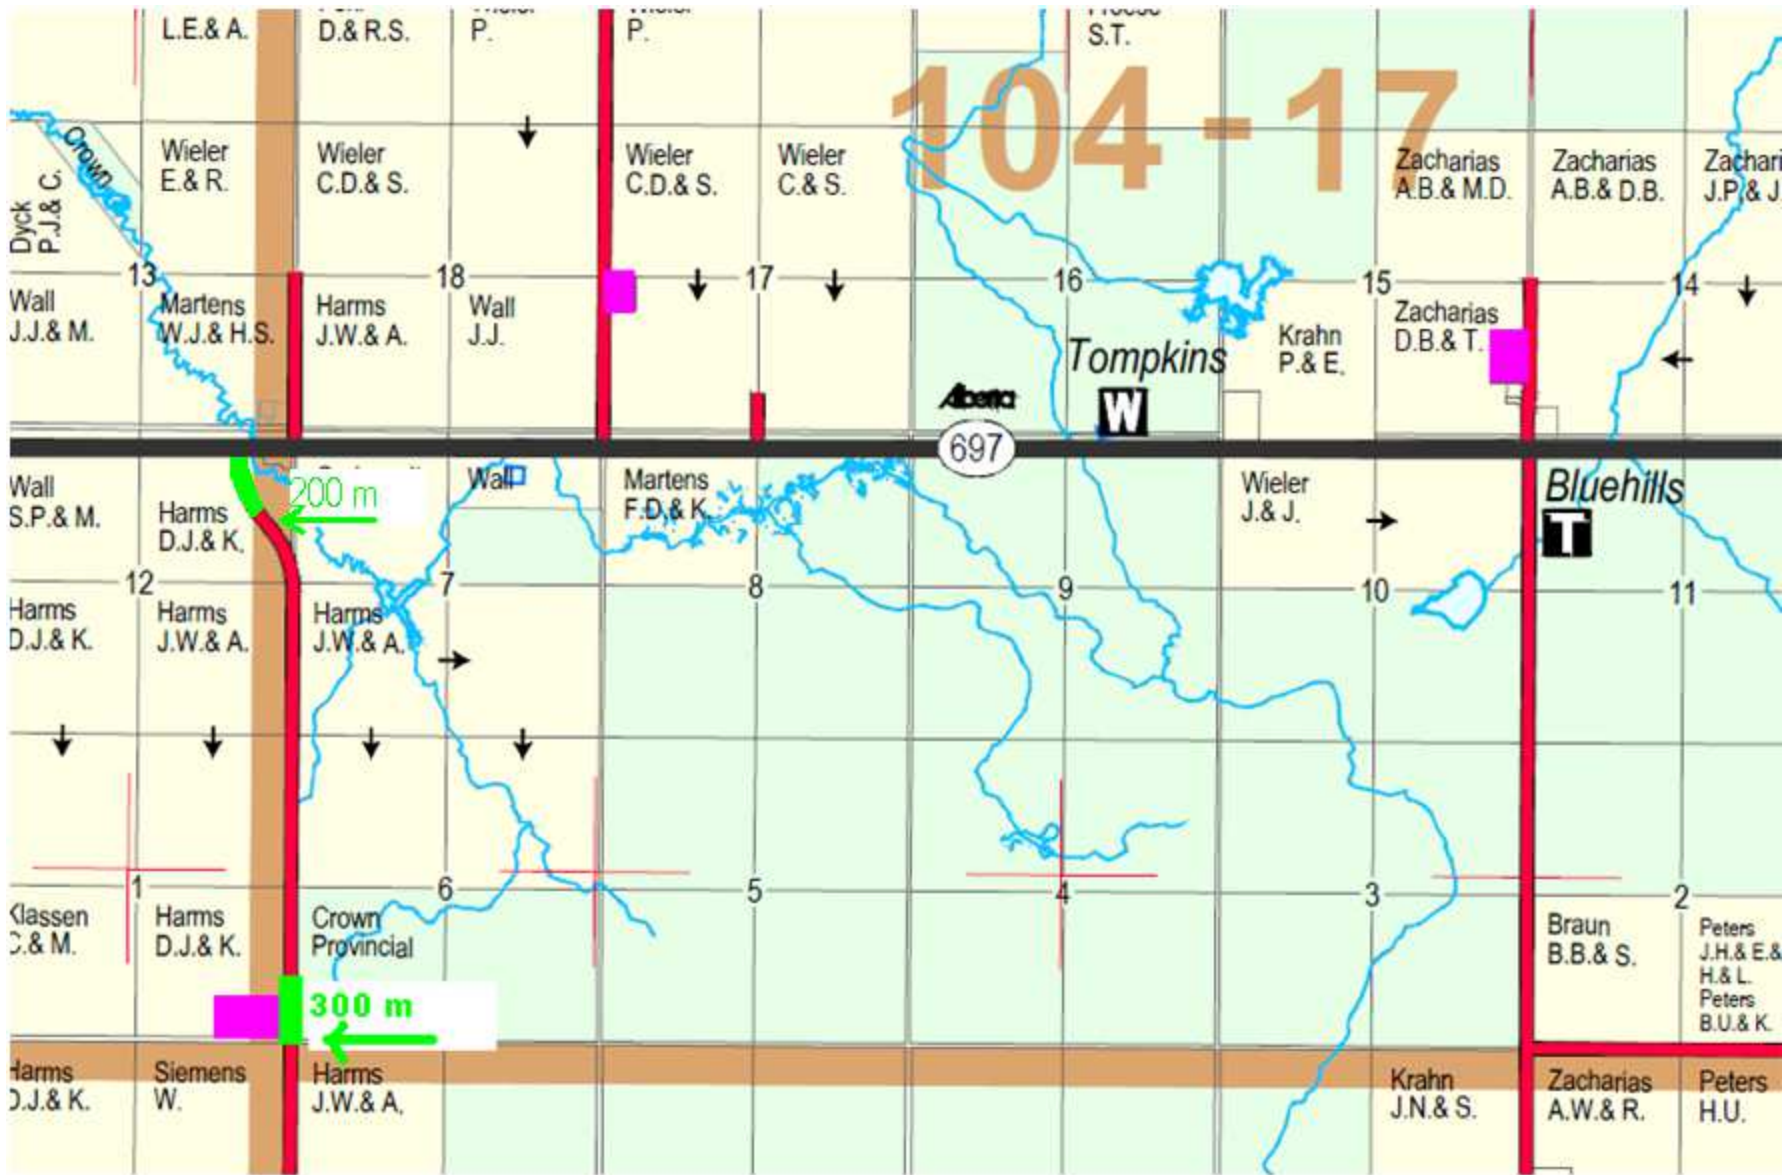 L.E.& A.
D.& R.S.
P.
P.
S.T.
104 - 17
Crown
Dyck
P.J.& C.
Wieler
E.& R.
Wieler
C.D.& S.
Wieler
C.D.& S.
Wieler
C.& S.
Zacharias
A.B.& M.D.
Zacharias
A.B.& D.B.
J.P.& J.
13
18
17
16
15
14
Wall
J.J.& M.
Martens
W.J.& H.S.
Harms
J.W.& A.
Wall
J.J.
Tompkins
W
Krahn
P.& E.
Zacharias
D.B.& T.
Alberta
697
Wall
S.P.& M.
Harms
D.J.& K.
200 m
Wall
Martens
F.D.& K.
Wieler
J.& J.
Bluehills
T
12
7
8
9
10
11
Harms
D.J.& K.
Harms
J.W.& A.
Harms
J.W.& A.
1
6
5
4
3
2
Klassen
C.& M.
Harms
D.J.& K.
Crown
Provincial
Braun
B.B.& S.
Peters
J.H.& E.&
H.& L.
Peters
B.U.& K.
300 m
Harms
D.J.& K.
Siemens
W.
Harms
J.W.& A.
Krahn
J.N.& S.
Zacharias
A.W.& R.
Peters
H.U.